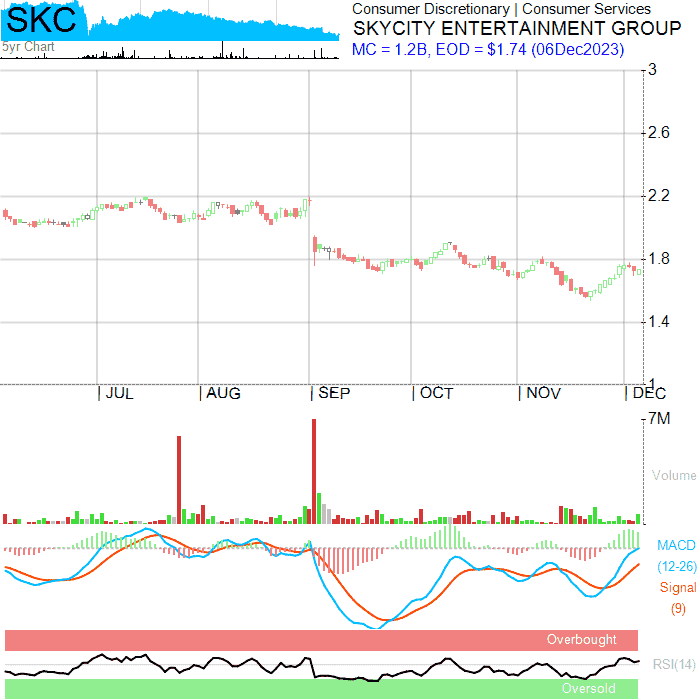 SKC
5yr Chart
Consumer Discretionary | Consumer Services
SKYCITY ENTERTAINMENT GROUP
MC = 1.2B, EOD = $1.74 (06Dec2023)
3
2.6
2.2
1.8
1.4
1
JUL
AUG
SEP
OCT
NOV
DEC
7M
Volume
MACD
(12-26)
Signal
(9)
Overbought
RSI(14)
Oversold